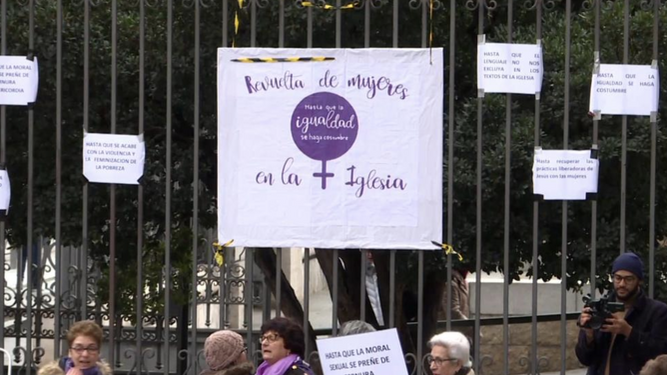 QUE LA MORAL
SE PREÑE DE
TERNURA
MISERICORDIA
HASTA QUE SE ACABE
CON LA VIOLENCIA Y
LA FEMINIZACION DE
LA POBREZA
Revuelta de mujeres
Hasta que la
igualdad
se haga costumbre
en la Iglesia
HASTA QUE EL
LENGUAJE NO NOS
EXCLUYA EN LOS
TEXTOS DE LA IGLESIA
HASTA QUE LA
IGUALDAD SE HAGA
COSTUMBRE
Hasta recuperar las
prácticas liberadoras de
Jesús con las mujeres
HASTA QUE LA MORAL
SEXUAL SE PREÑE DE
TERNURA